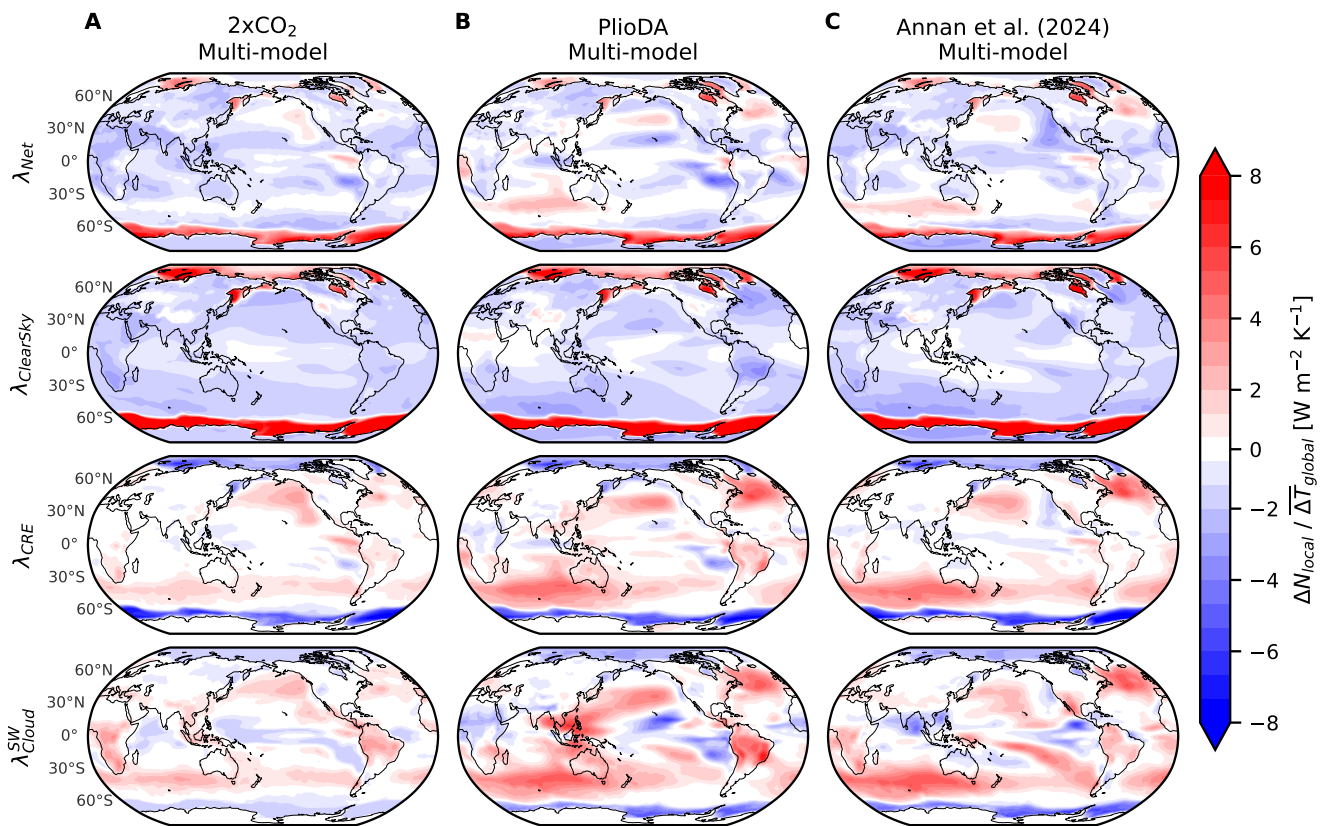 A
2xCO₂
Multi-model
B
PlioDA
Multi-model
C
Annan et al. (2024)
Multi-model
60°N
30°N
0°
30°S
60°S
λNet
60°N
30°N
0°
30°S
60°S
λClearSky
60°N
30°N
0°
30°S
60°S
λCRE
60°N
30°N
0°
30°S
60°S
λSW Cloud
8
6
4
2
0
−2
−4
−6
−8
ΔNlocal / ΔTglobal [W m⁻² K⁻¹]